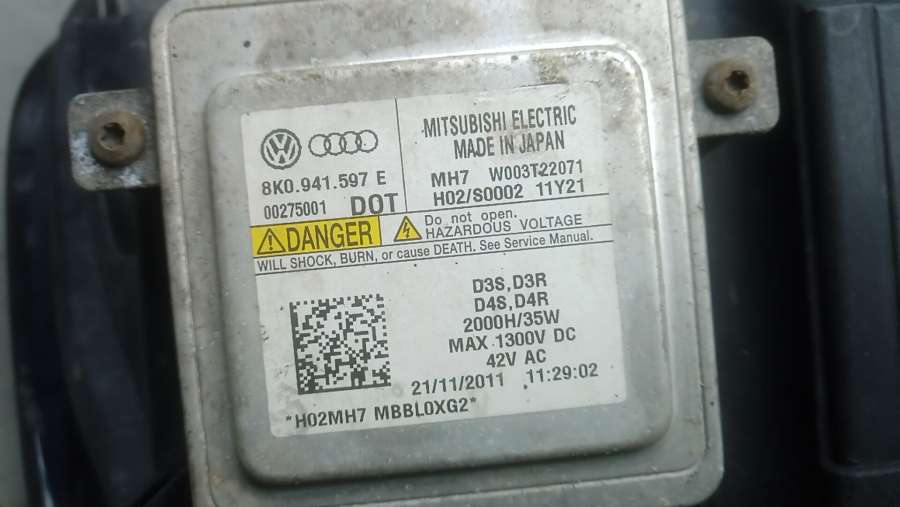 8K0.941.597 E
00275001 DOT
MITSUBISHI ELECTRIC
MADE IN JAPAN
MH7 W003T22071
H02/S0002 11Y21
DANGER
Do not open.
HAZARDOUS VOLTAGE
WILL SHOCK, BURN, or cause DEATH. See Service Manual.
D3S,D3R
D4S,D4R
2000H/35W
MAX 1300V DC
42V AC
21/11/2011 11:29:02
*H02MH7 MBBL0XG2*